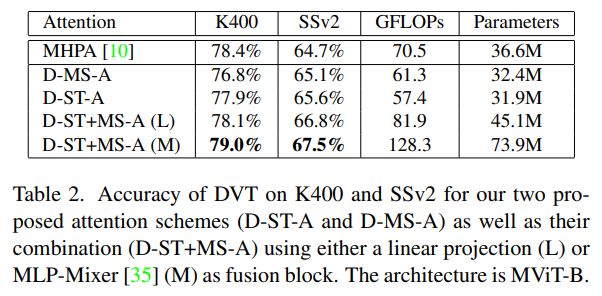 Attention K400 SSv2 GFLOPs Parameters
MHPA [10] 78.4% 64.7% 70.5 36.6M
D-MS-A 76.8% 65.1% 61.3 32.4M
D-ST-A 77.9% 65.6% 57.4 31.9M
D-ST+MS-A (L) 78.1% 66.8% 81.9 45.1M
D-ST+MS-A (M) 79.0% 67.5% 128.3 73.9M
Table 2. Accuracy of DVT on K400 and SSv2 for our two pro-
posed attention schemes (D-ST-A and D-MS-A) as well as their
combination (D-ST+MS-A) using either a linear projection (L) or
MLP-Mixer [35] (M) as fusion block. The architecture is MViT-B.